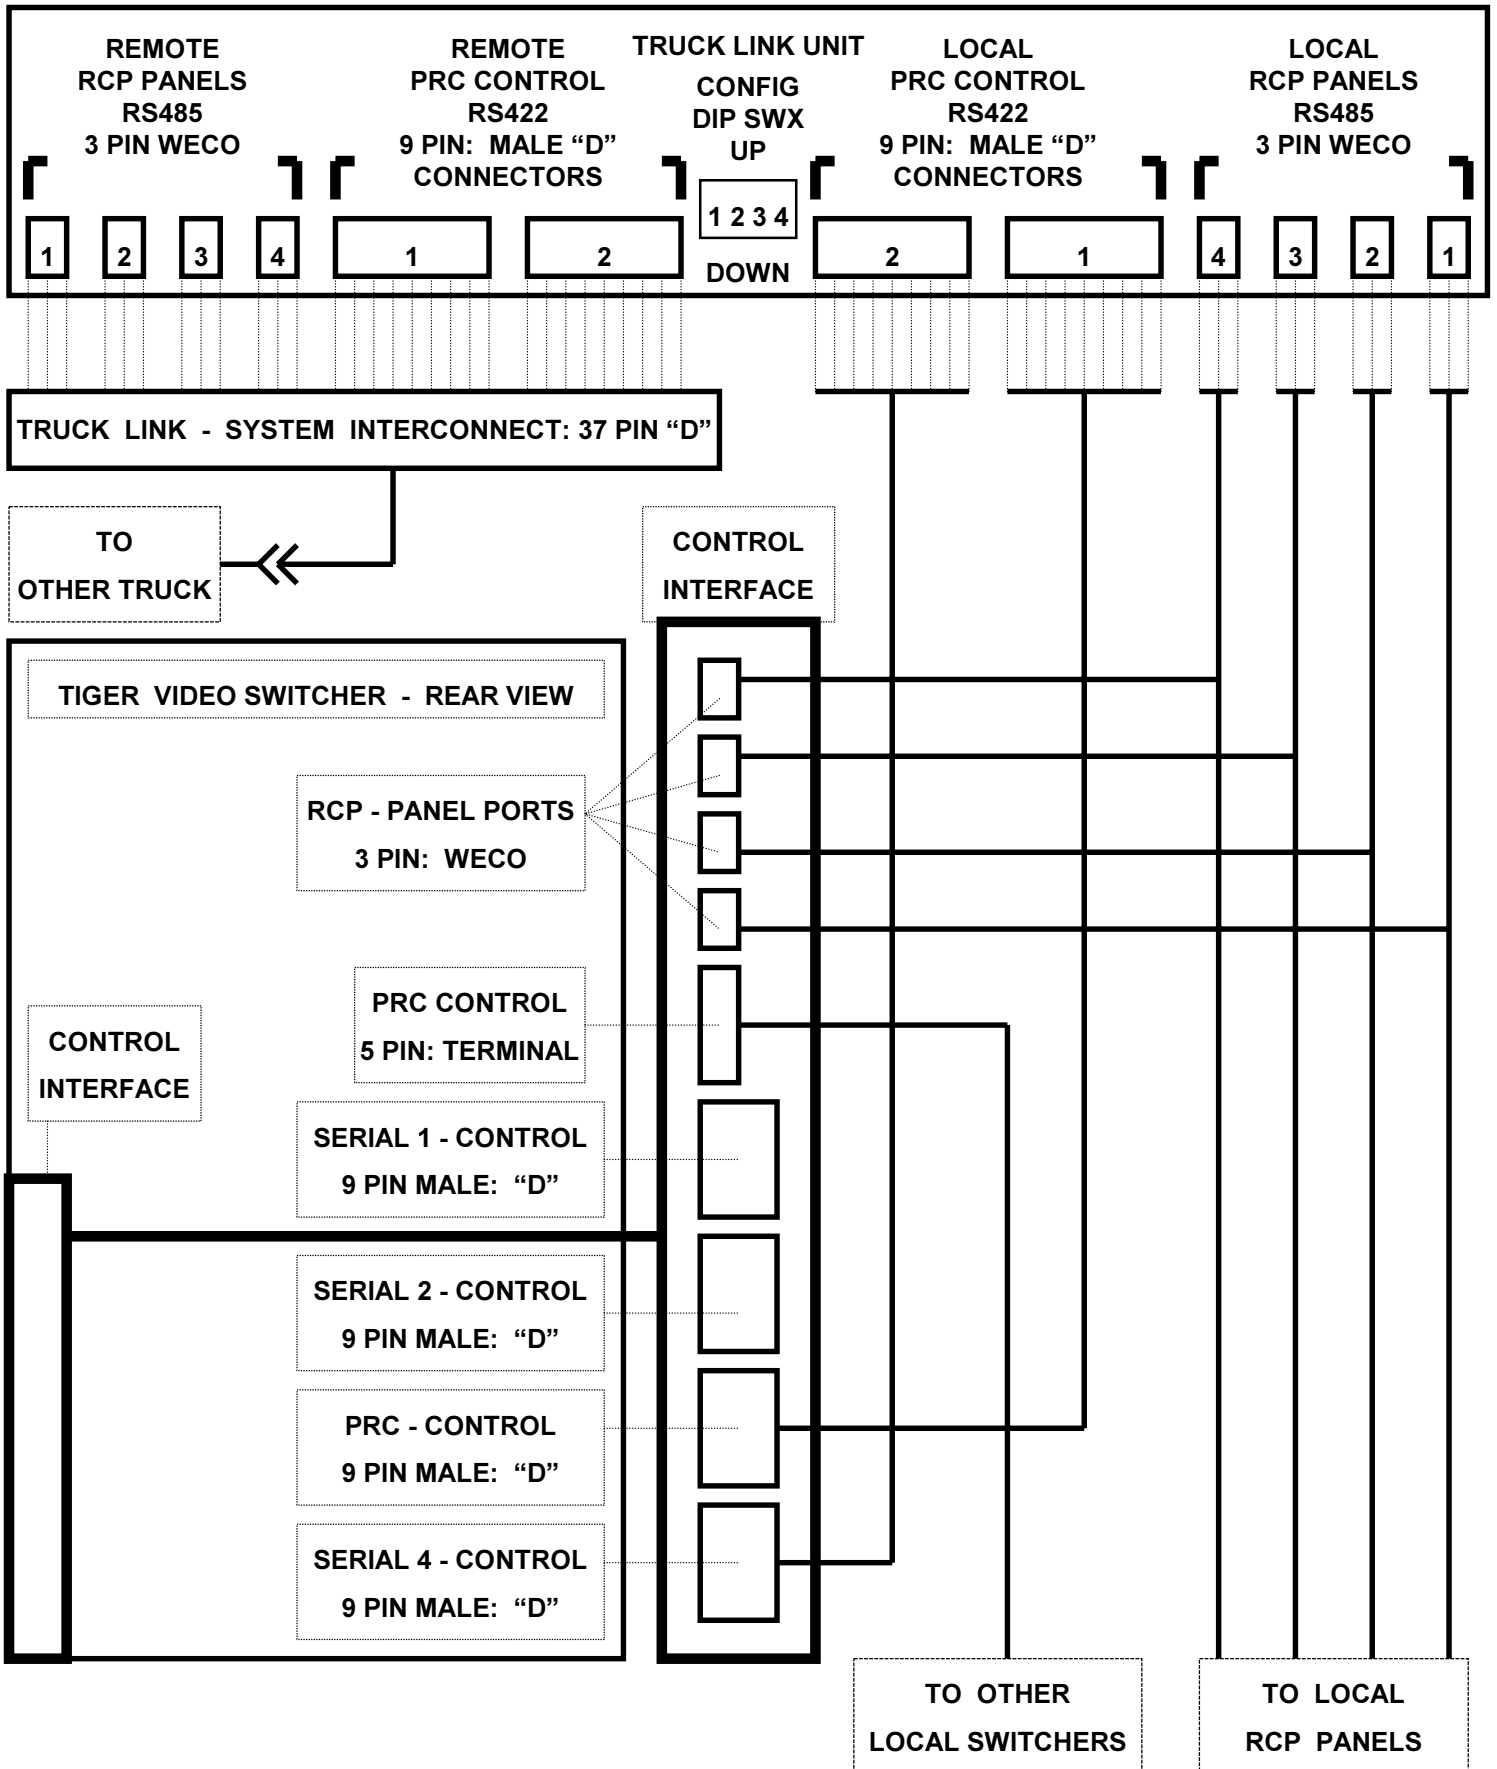 TRUCK LINK UNIT
REMOTE
RCP PANELS
RS485
3 PIN WECO
REMOTE
PRC CONTROL
RS422
9 PIN:  MALE “D”
CONNECTORS
CONFIG
DIP SWX
UP
1 2 3 4
DOWN
LOCAL
PRC CONTROL
RS422
9 PIN:  MALE “D”
CONNECTORS
LOCAL
RCP PANELS
RS485
3 PIN WECO
1 2 3 4 1 2 2 1 4 3 2 1
TRUCK  LINK  -  SYSTEM  INTERCONNECT: 37 PIN “D”
TO
OTHER TRUCK
CONTROL
INTERFACE
TIGER  VIDEO SWITCHER  -  REAR VIEW
RCP - PANEL PORTS
3 PIN:  WECO
PRC CONTROL
5 PIN: TERMINAL
CONTROL
INTERFACE
SERIAL 1 - CONTROL
9 PIN MALE:  “D”
SERIAL 2 - CONTROL
9 PIN MALE:  “D”
PRC - CONTROL
9 PIN MALE:  “D”
SERIAL 4 - CONTROL
9 PIN MALE:  “D”
TO  OTHER
LOCAL SWITCHERS
TO  LOCAL
RCP  PANELS